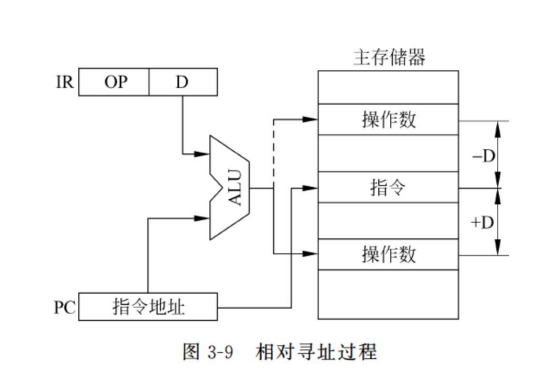 主存储器
IR OP D
操作数
-D
ALU
指令
+D
操作数
PC 指令地址
图 3-9 相对寻址过程